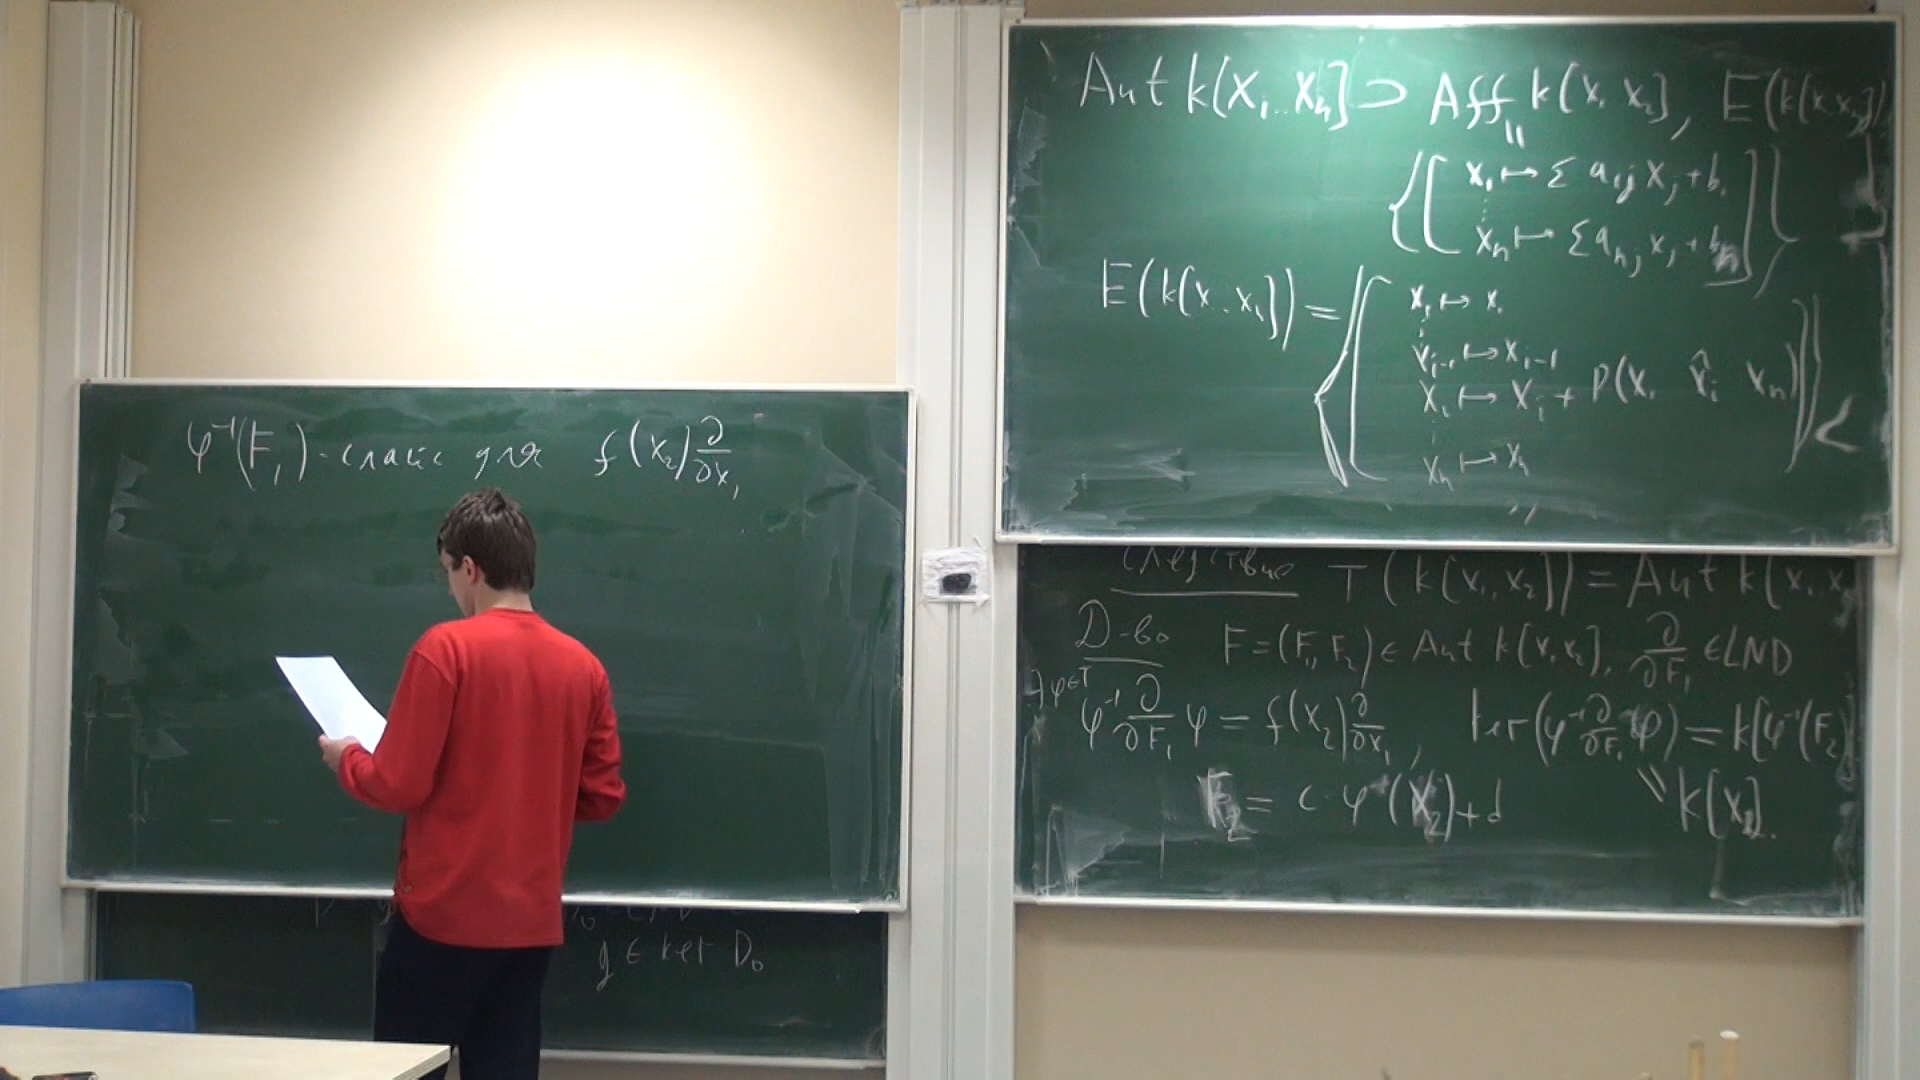 φ⁻¹(F₁) - слайс для f(x₂) ∂/∂x₁
g ∈ ker D₀
Aut k[x₁...xₙ] ⊃ Aff k[x₁ x₂], E(k[x₁ xₙ])
"
{[ x₁ ↦ Σ a₁ⱼ xⱼ + b₁
⋮
xₙ ↦ Σ aₙⱼ xⱼ + bₙ ]}
E(k[x₁...xₙ]) = <[ x₁ ↦ x₁
⋮
xᵢ₋₁ ↦ xᵢ₋₁
xᵢ ↦ xᵢ + p(x₁ x̂ᵢ xₙ)
⋮
xₙ ↦ xₙ ]>
Следствие T(k[x₁, x₂]) = Aut k[x₁, x
Д-во F = (F₁, F₂) ∈ Aut k[x₁, x₂], ∂/∂F₁ ∈ LND
∃ φ ∈ T
φ⁻¹ ∂/∂F₁ φ = f(x₂) ∂/∂x₁, ker(φ⁻¹ ∂/∂F₁ φ) = k[φ⁻¹(F₂)
F₂ = c·φ(x₂) + d \\ k[x₂].